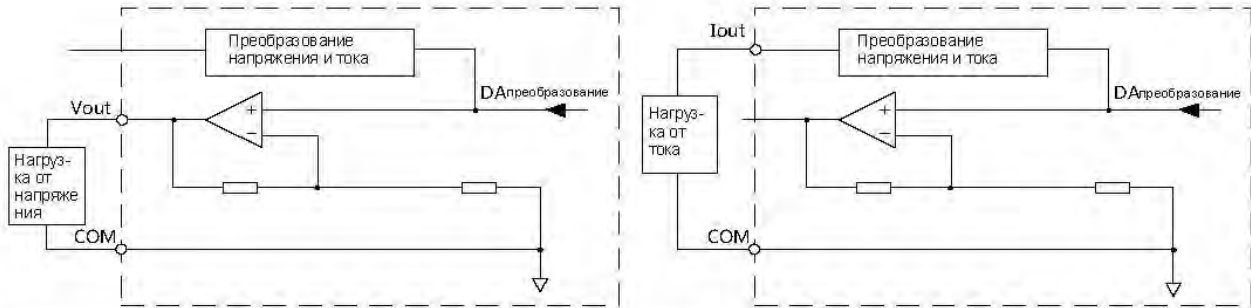 Преобразование
напряжения и тока
DAпреобразование
Vout
+
−
Нагруз-
ка от
напряже
ния
COM
Iout
Преобразование
напряжения и тока
DAпреобразование
+
−
Нагруз-
ка от
тока
COM